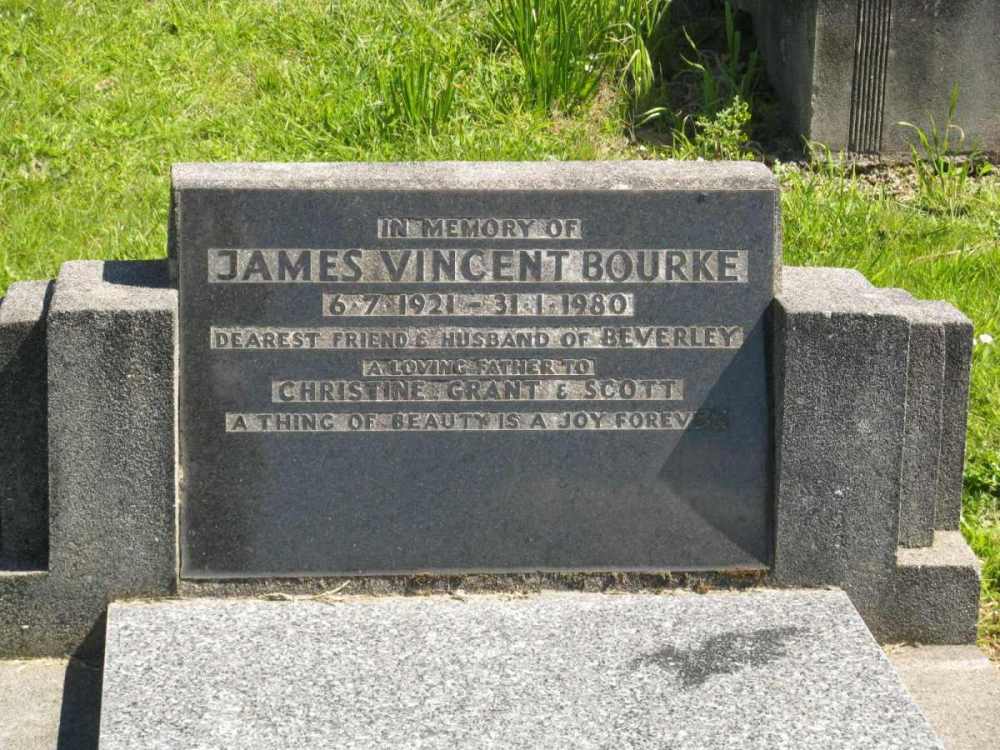 IN MEMORY OF
JAMES VINCENT BOURKE
6·7·1921 – 31·1·1980
DEAREST FRIEND & HUSBAND OF BEVERLEY
A LOVING FATHER TO
CHRISTINE. GRANT & SCOTT
A THING OF BEAUTY IS A JOY FOREVER